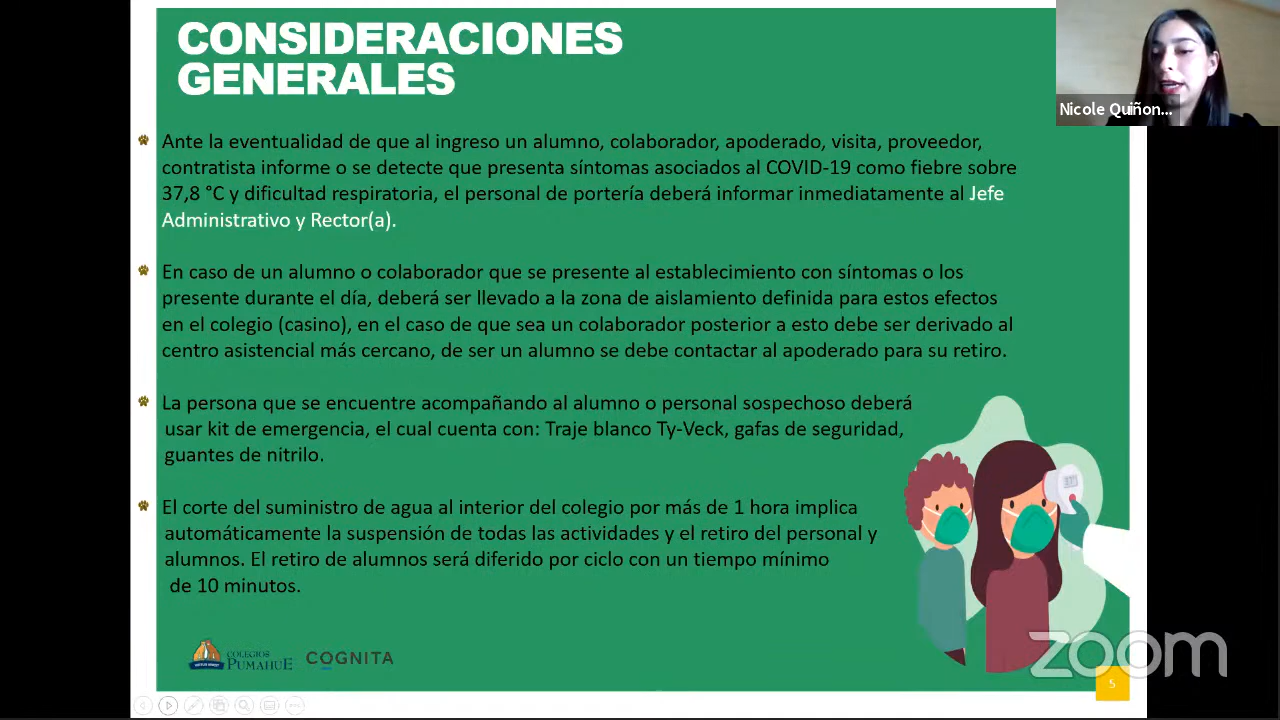 CONSIDERACIONES
GENERALES
Nicole Quiñon...
Ante la eventualidad de que al ingreso un alumno, colaborador, apoderado, visita, proveedor,
contratista informe o se detecte que presenta síntomas asociados al COVID-19 como fiebre sobre
37,8 °C y dificultad respiratoria, el personal de portería deberá informar inmediatamente al Jefe
Administrativo y Rector(a).
En caso de un alumno o colaborador que se presente al establecimiento con síntomas o los
presente durante el día, deberá ser llevado a la zona de aislamiento definida para estos efectos
en el colegio (casino), en el caso de que sea un colaborador posterior a esto debe ser derivado al
centro asistencial más cercano, de ser un alumno se debe contactar al apoderado para su retiro.
La persona que se encuentre acompañando al alumno o personal sospechoso deberá
usar kit de emergencia, el cual cuenta con: Traje blanco Ty-Veck, gafas de seguridad,
guantes de nitrilo.
El corte del suministro de agua al interior del colegio por más de 1 hora implica
automáticamente la suspensión de todas las actividades y el retiro del personal y
alumnos. El retiro de alumnos será diferido por ciclo con un tiempo mínimo
de 10 minutos.
COLEGIOS
PUMAHUE
COGNITA
zoom
5